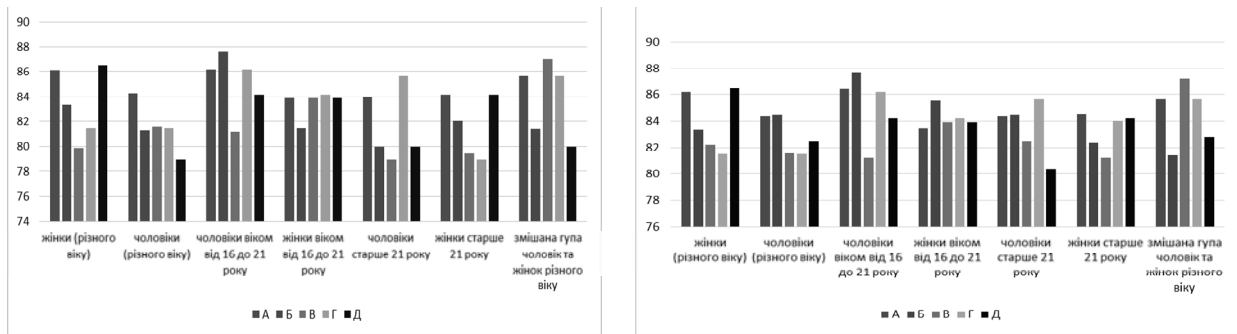 90
88
86
84
82
80
78
76
74
жінки (різного
віку)
чоловіки
(різного віку)
чоловіки віком
від 16 до 21
року
жінки віком
від 16 до 21
року
чоловіки
старше 21 року
жінки старше
21 року
змішана гупа
чоловік та
жінок різного
віку
А Б В Г Д
90
88
86
84
82
80
78
76
жінки
(різного віку)
чоловіки
(різного віку)
чоловіки
віком від 16
до 21 року
жінки віком
від 16 до 21
року
чоловіки
старше 21
року
жінки старше
21 року
змішана гупа
чоловік та
жінок різного
віку
А Б В Г Д